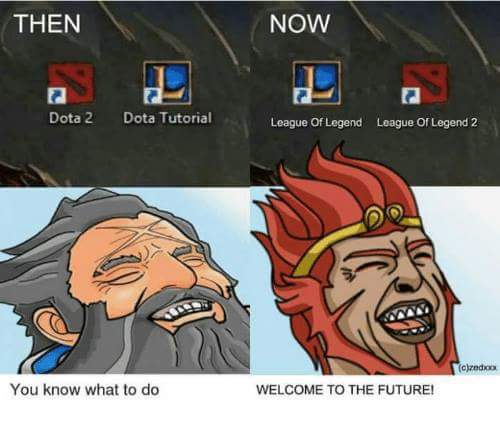 THEN
NOW
Dota 2 Dota Tutorial
League Of Legend League Of Legend 2
(c)zedxxx
You know what to do
WELCOME TO THE FUTURE!